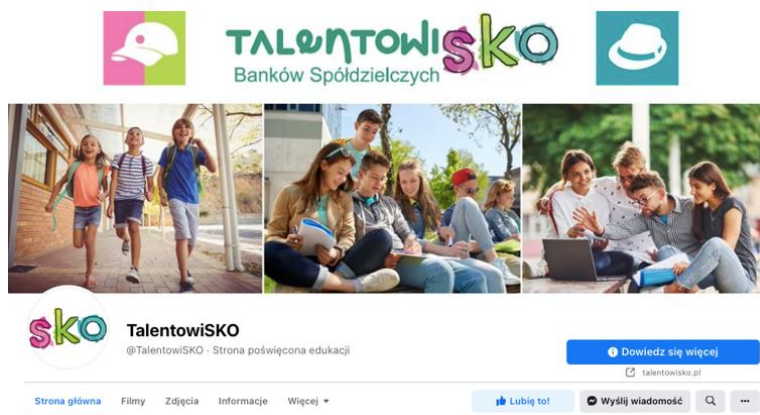 TALENTOWISKO
Banków Spółdzielczych
SKO
TalentowiSKO
@TalentowiSKO · Strona poświęcona edukacji
Dowiedz się więcej
talentowisko.pl
Strona główna Filmy Zdjęcia Informacje Więcej
Lubię to! Wyślij wiadomość